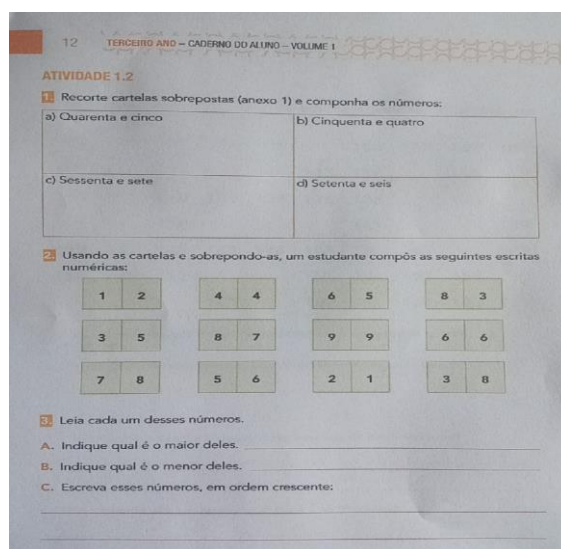 12 TERCEIRO ANO – CADERNO DO ALUNO – VOLUME 1
ATIVIDADE 1.2
1. Recorte cartelas sobrepostas (anexo 1) e componha os números:
a) Quarenta e cinco
b) Cinquenta e quatro
c) Sessenta e sete
d) Setenta e seis
2. Usando as cartelas e sobrepondo-as, um estudante compôs as seguintes escritas
numéricas:
1 2 4 4 6 5 8 3
3 5 8 7 9 9 6 6
7 8 5 6 2 1 3 8
3. Leia cada um desses números.
A. Indique qual é o maior deles.
B. Indique qual é o menor deles.
C. Escreva esses números, em ordem crescente: